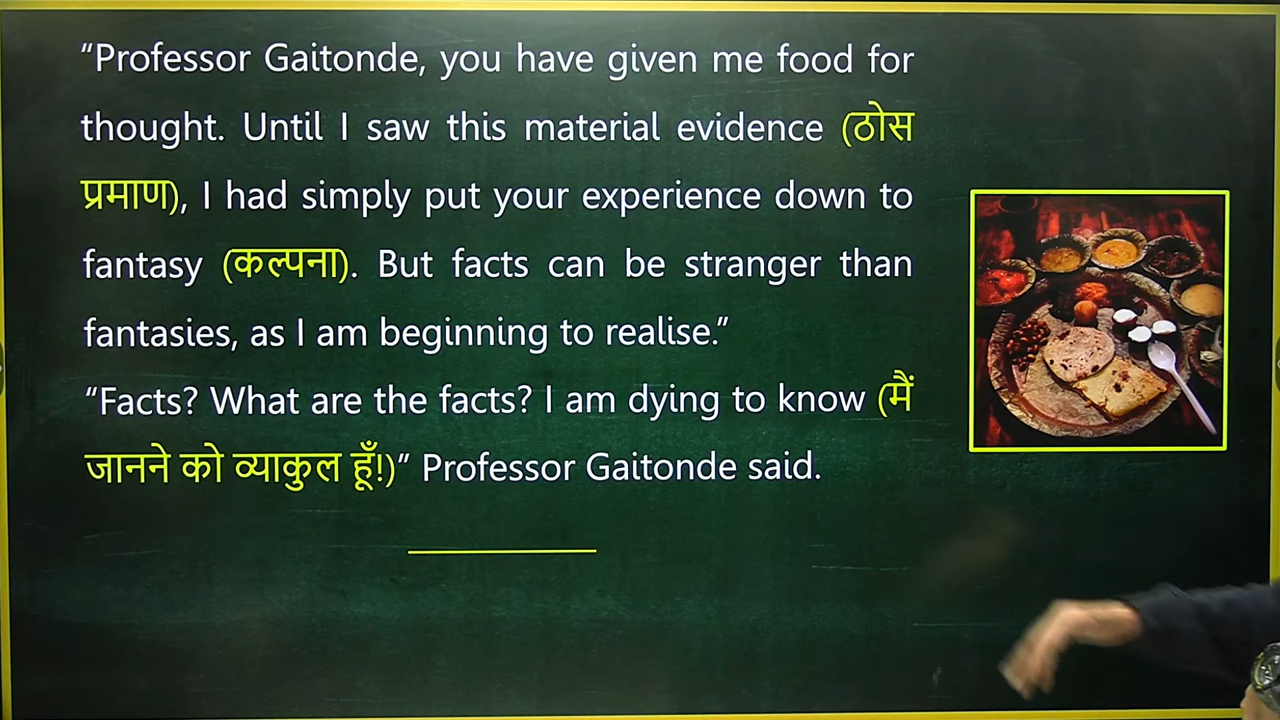 “Professor Gaitonde, you have given me food for
thought. Until I saw this material evidence (ठोस
प्रमाण), I had simply put your experience down to
fantasy (कल्पना). But facts can be stranger than
fantasies, as I am beginning to realise.”
“Facts? What are the facts? I am dying to know (मैं
जानने को व्याकुल हूँ!)” Professor Gaitonde said.